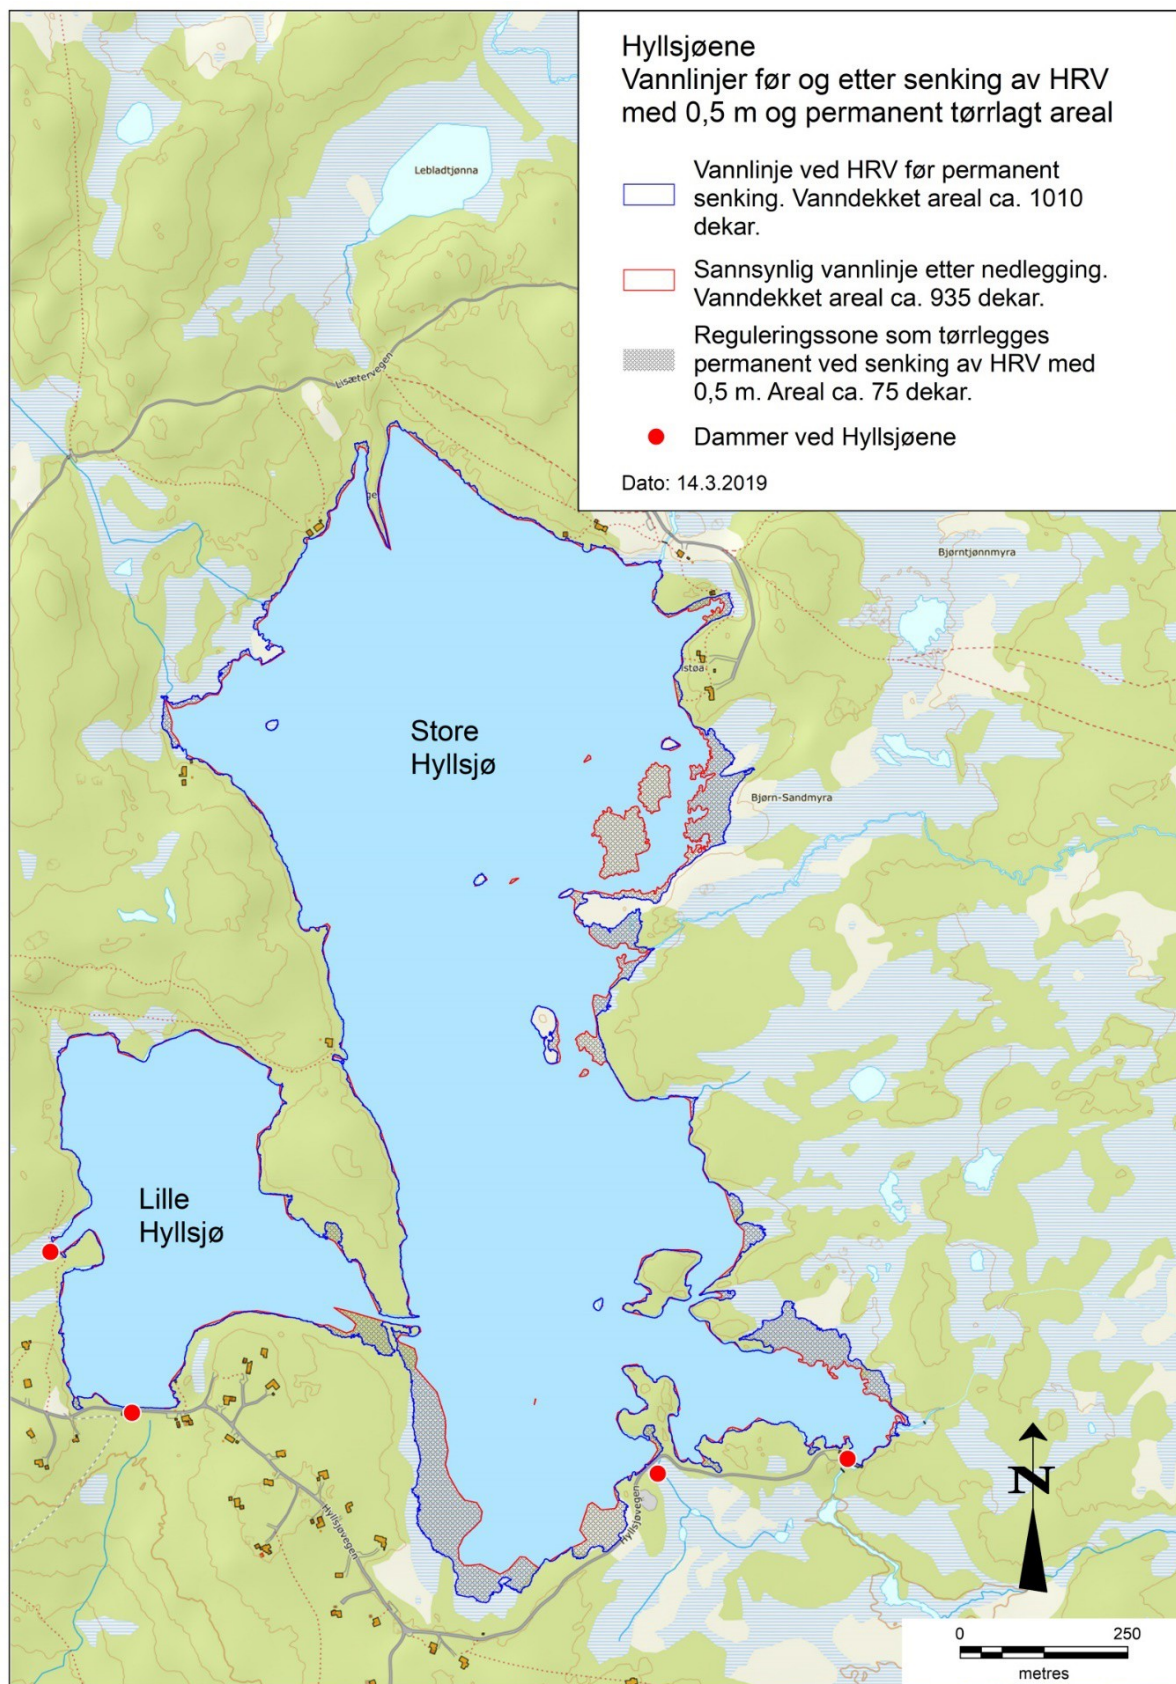 Hyllsjøene
Vannlinjer før og etter senking av HRV
med 0,5 m og permanent tørrlagt areal
Vannlinje ved HRV før permanent
senking. Vanndekket areal ca. 1010
dekar.
Sannsynlig vannlinje etter nedlegging.
Vanndekket areal ca. 935 dekar.
Reguleringssone som tørrlegges
permanent ved senking av HRV med
0,5 m. Areal ca. 75 dekar.
Dammer ved Hyllsjøene
Dato: 14.3.2019
Lebladtjønna
Lisætervegen
Bjørntjønnmyra
Store
Hyllsjø
Bjørn-Sandmyra
Lille
Hyllsjø
Hyllsjøvegen
Hyllsjøvegen
N
0 250
metres